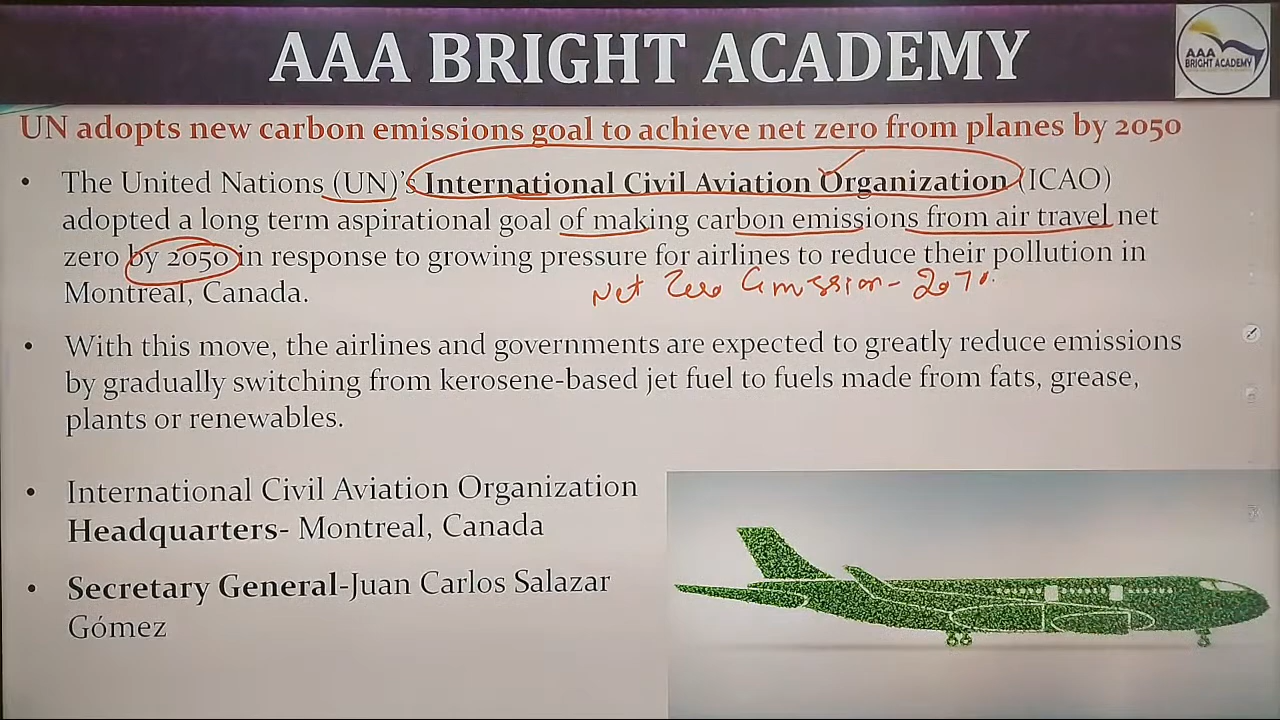 AAA BRIGHT ACADEMY
AAA
BRIGHT ACADEMY
UN adopts new carbon emissions goal to achieve net zero from planes by 2050
• The United Nations (UN)'s International Civil Aviation Organization (ICAO)
adopted a long term aspirational goal of making carbon emissions from air travel net
zero by 2050 in response to growing pressure for airlines to reduce their pollution in
Montreal, Canada.
Net Zero Emission - 2070
• With this move, the airlines and governments are expected to greatly reduce emissions
by gradually switching from kerosene-based jet fuel to fuels made from fats, grease,
plants or renewables.
• International Civil Aviation Organization
Headquarters- Montreal, Canada
• Secretary General-Juan Carlos Salazar
Gómez